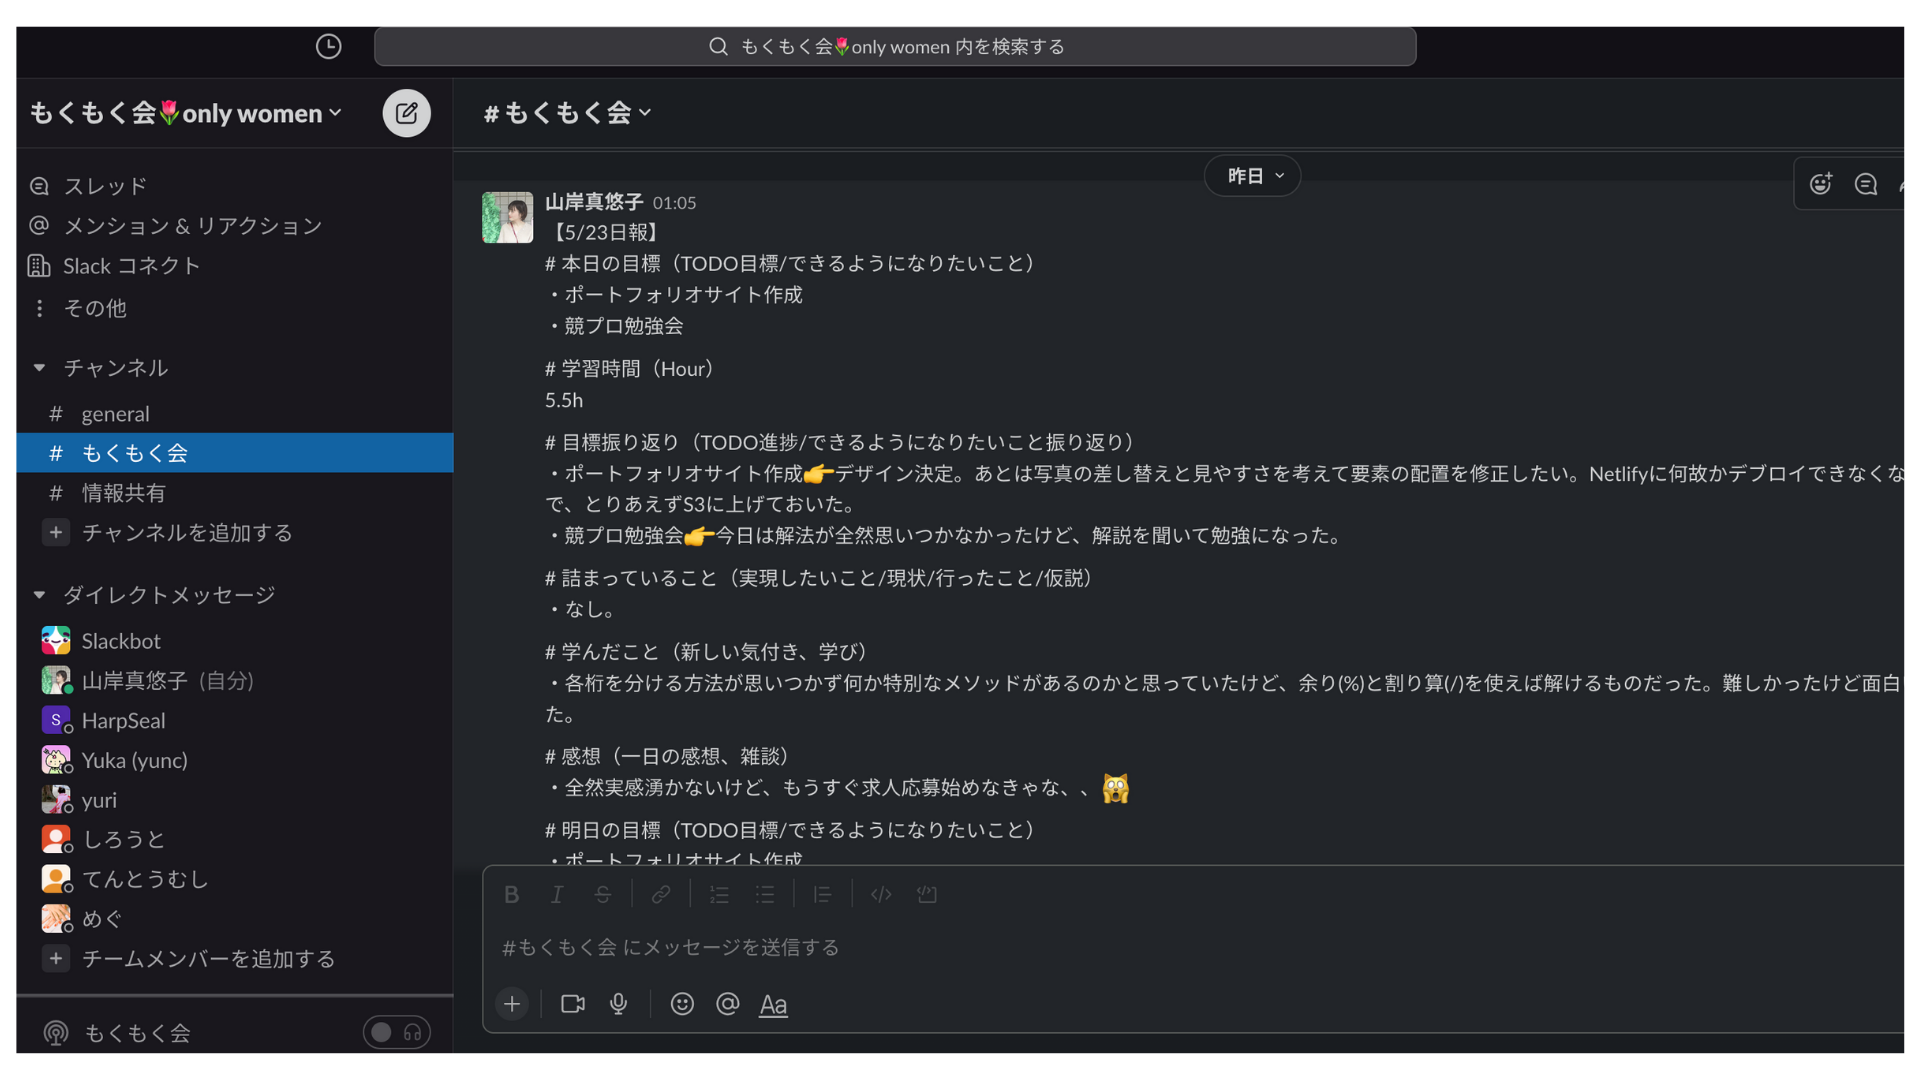 もくもく会🌷only women 内を検索する
もくもく会🌷only women
スレッド
メンション & リアクション
Slack コネクト
その他
チャンネル
# general
# もくもく会
# 情報共有
+ チャンネルを追加する
ダイレクトメッセージ
Slackbot
山岸真悠子 (自分)
S HarpSeal
Yuka (yunc)
yuri
しろうと
てんとうむし
めぐ
+ チームメンバーを追加する
もくもく会
# もくもく会
昨日
山岸真悠子 01:05
【5/23日報】
# 本日の目標（TODO目標/できるようになりたいこと）
・ポートフォリオサイト作成
・競プロ勉強会
# 学習時間（Hour）
5.5h
# 目標振り返り（TODO進捗/できるようになりたいこと振り返り）
・ポートフォリオサイト作成👉デザイン決定。あとは写真の差し替えと見やすさを考えて要素の配置を修正したい。Netlifyに何故かデブロイできなくな
で、とりあえずS3に上げておいた。
・競プロ勉強会👉今日は解法が全然思いつかなかったけど、解説を聞いて勉強になった。
# 詰まっていること（実現したいこと/現状/行ったこと/仮説）
・なし。
# 学んだこと（新しい気付き、学び）
・各桁を分ける方法が思いつかず何か特別なメソッドがあるのかと思っていたけど、余り(%)と割り算(/)を使えば解けるものだった。難しかったけど面白
た。
# 感想（一日の感想、雑談）
・全然実感湧かないけど、もうすぐ求人応募始めなきゃな、、🙀
# 明日の目標（TODO目標/できるようになりたいこと）
・ポートフォリオサイト作成
B I S
#もくもく会 にメッセージを送信する
+ @ Aa